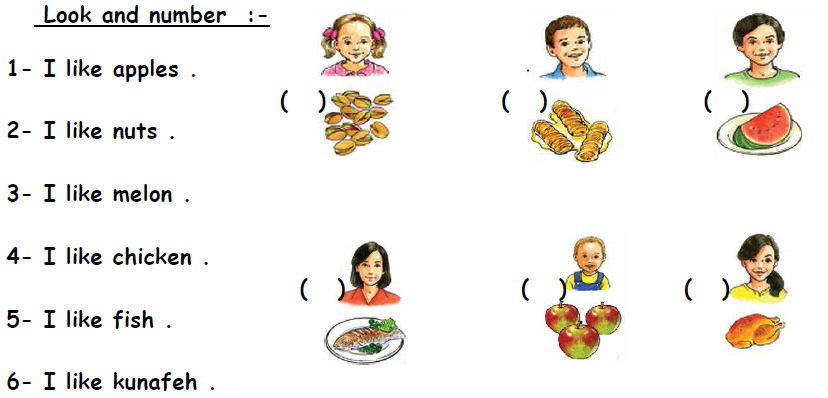 Look and number :-
1- I like apples .
2- I like nuts .
3- I like melon .
4- I like chicken .
5- I like fish .
6- I like kunafeh .
( ) ( ) ( )
( ) ( ) ( )